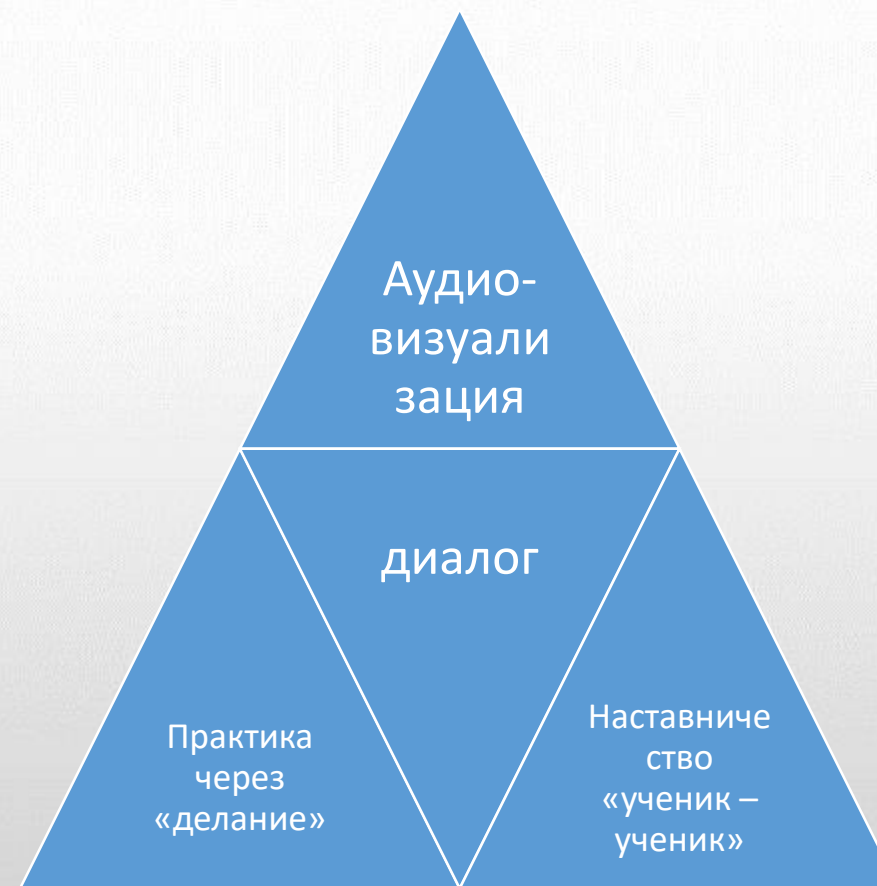 Аудио-
визуали
зация
диалог
Практика
через
«делание»
Наставниче
ство
«ученик –
ученик»